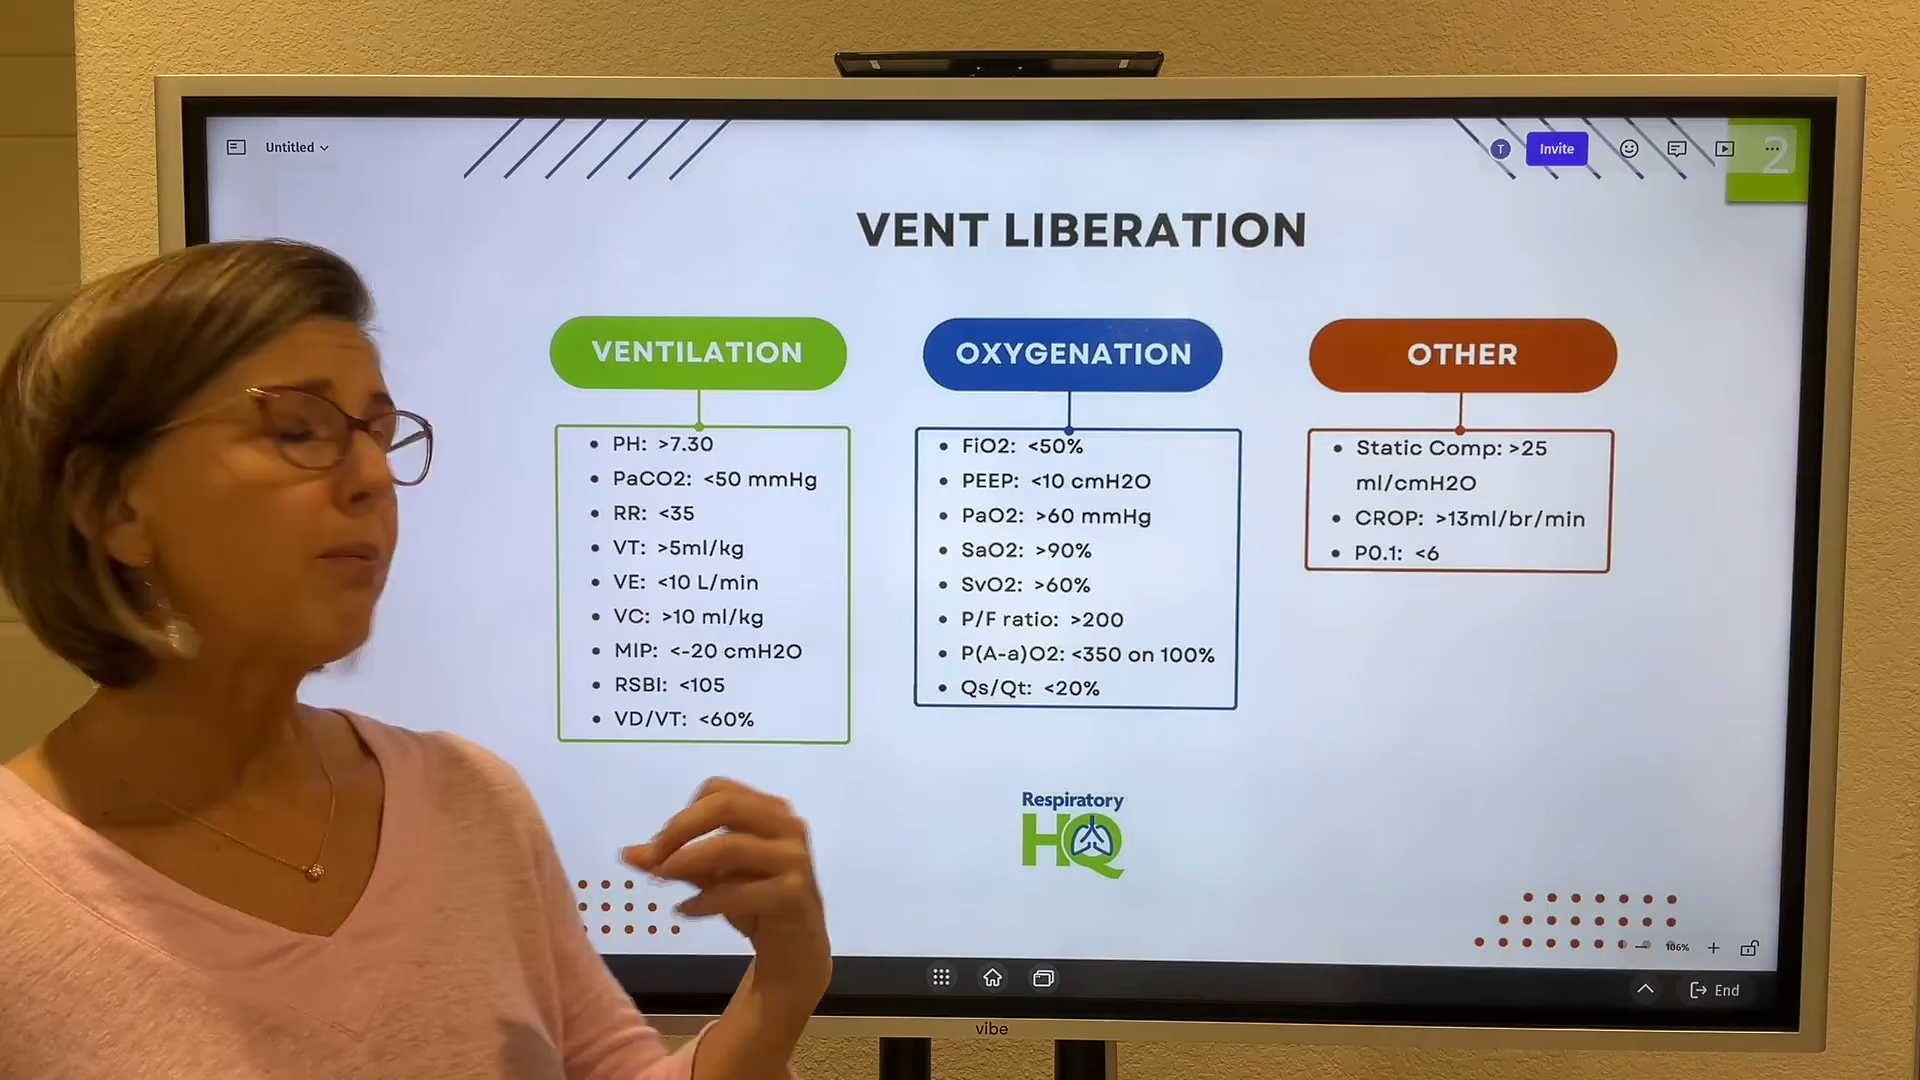 Untitled
T
Invite
2
VENT LIBERATION
VENTILATION
PH: >7.30
PaCO2: <50 mmHg
RR: <35
VT: >5ml/kg
VE: <10 L/min
VC: >10 ml/kg
MIP: <-20 cmH2O
RSBI: <105
VD/VT: <60%
OXYGENATION
FiO2: <50%
PEEP: <10 cmH2O
PaO2: >60 mmHg
SaO2: >90%
SvO2: >60%
P/F ratio: >200
P(A-a)O2: <350 on 100%
Qs/Qt: <20%
OTHER
Static Comp: >25
ml/cmH2O
CROP: >13ml/br/min
P0.1: <6
Respiratory
HQ
106%
End
vibe